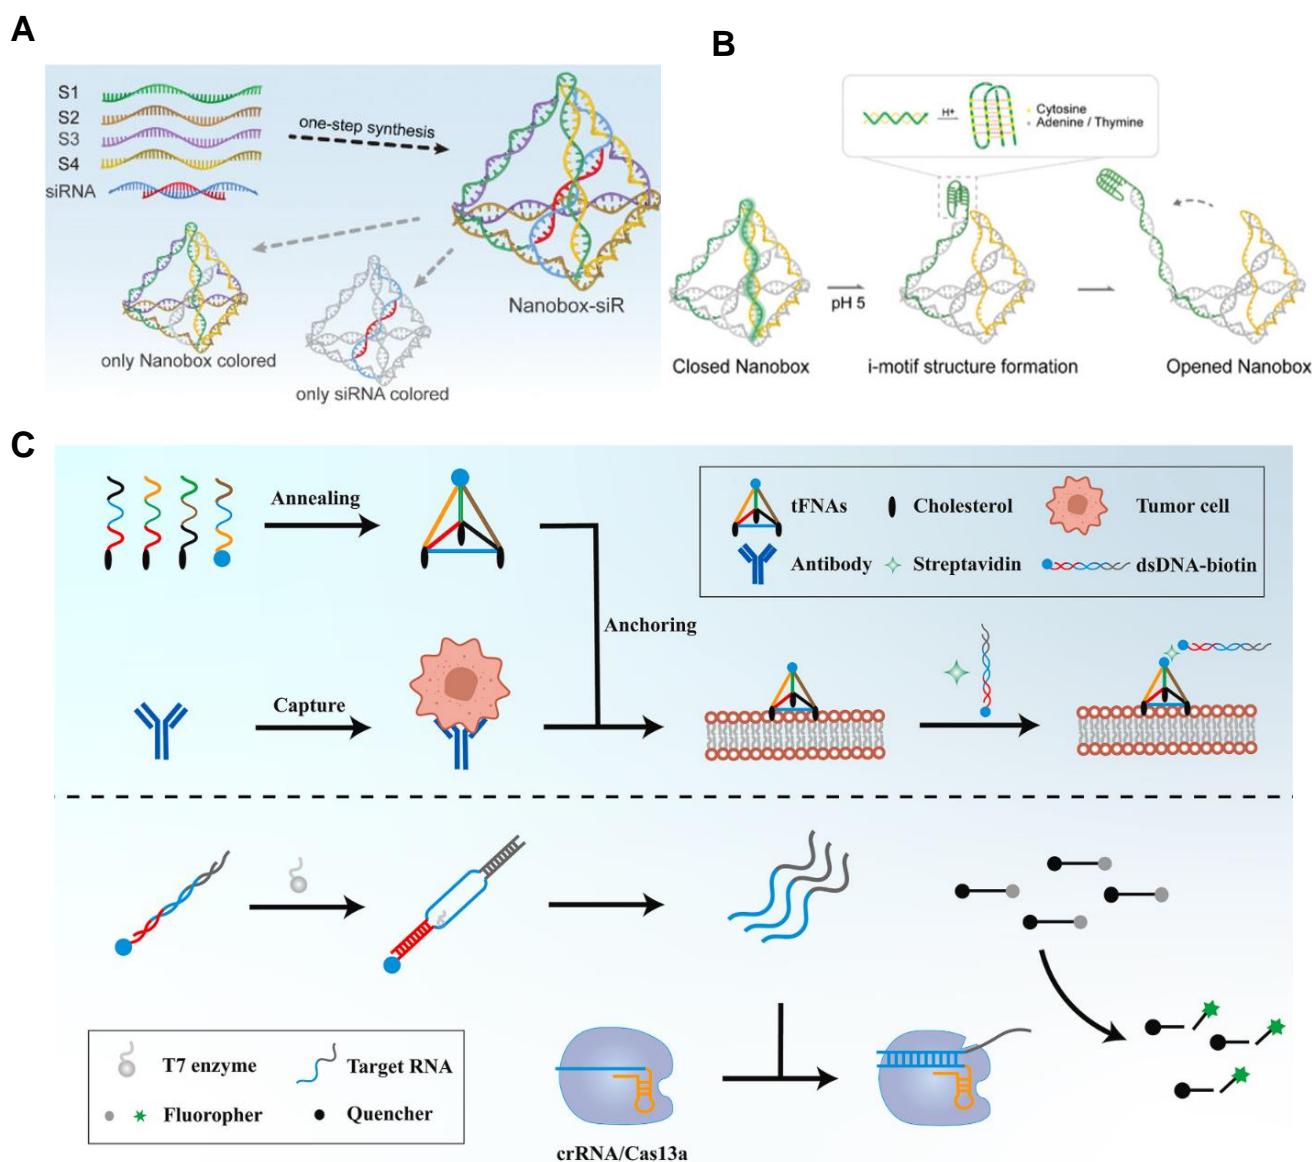 A
S1
S2
S3
S4
siRNA
one-step synthesis
Nanobox-siR
only Nanobox colored
only siRNA colored
B
H+
Cytosine
Adenine / Thymine
pH 5
Closed Nanobox
i-motif structure formation
Opened Nanobox
C
Annealing
Anchoring
Capture
tFNAs
Cholesterol
Tumor cell
Antibody
Streptavidin
dsDNA-biotin
T7 enzyme
Target RNA
Fluoropher
Quencher
crRNA/Cas13a